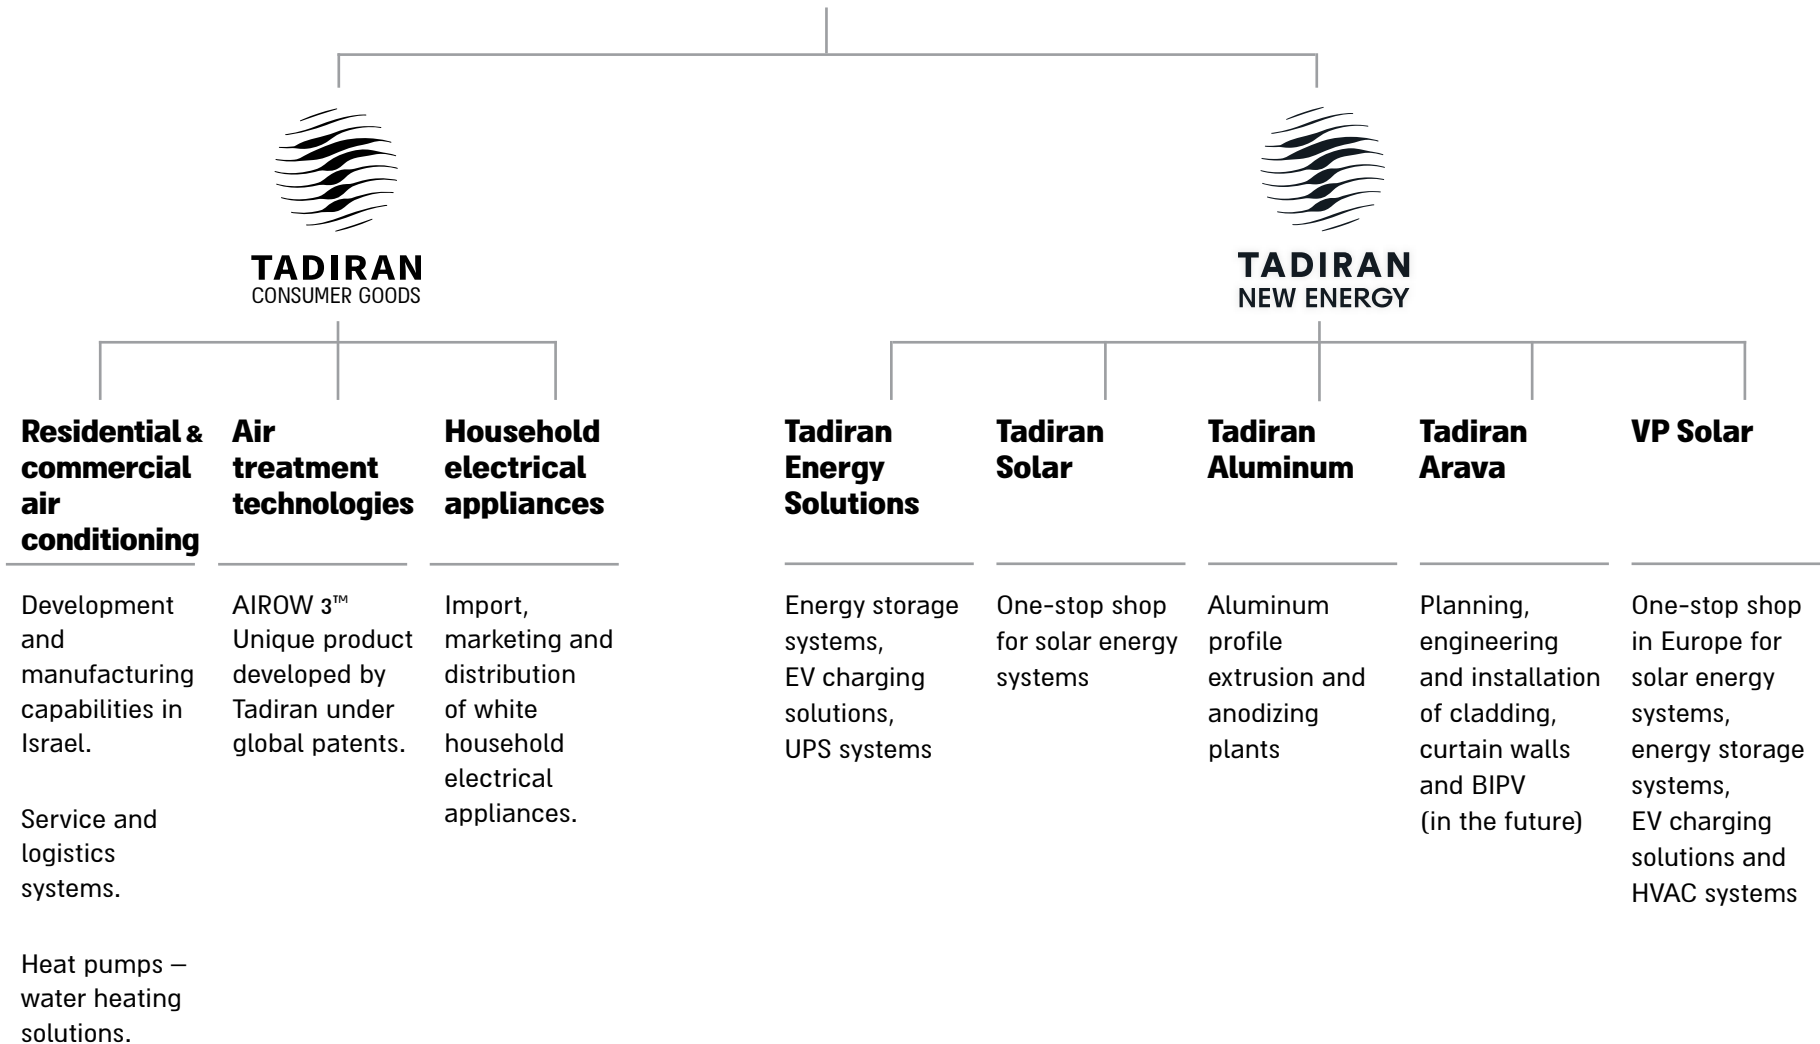 TADIRAN
CONSUMER GOODS
TADIRAN
NEW ENERGY
Residential &
commercial
air
conditioning
Development
and
manufacturing
capabilities in
Israel.
Service and
logistics
systems.
Heat pumps –
water heating
solutions.
Air
treatment
technologies
AIROW 3™
Unique product
developed by
Tadiran under
global patents.
Household
electrical
appliances
Import,
marketing and
distribution
of white
household
electrical
appliances.
Tadiran
Energy
Solutions
Energy storage
systems,
EV charging
solutions,
UPS systems
Tadiran
Solar
One-stop shop
for solar energy
systems
Tadiran
Aluminum
Aluminum
profile
extrusion and
anodizing
plants
Tadiran
Arava
Planning,
engineering
and installation
of cladding,
curtain walls
and BIPV
(in the future)
VP Solar
One-stop shop
in Europe for
solar energy
systems,
energy storage
systems,
EV charging
solutions and
HVAC systems